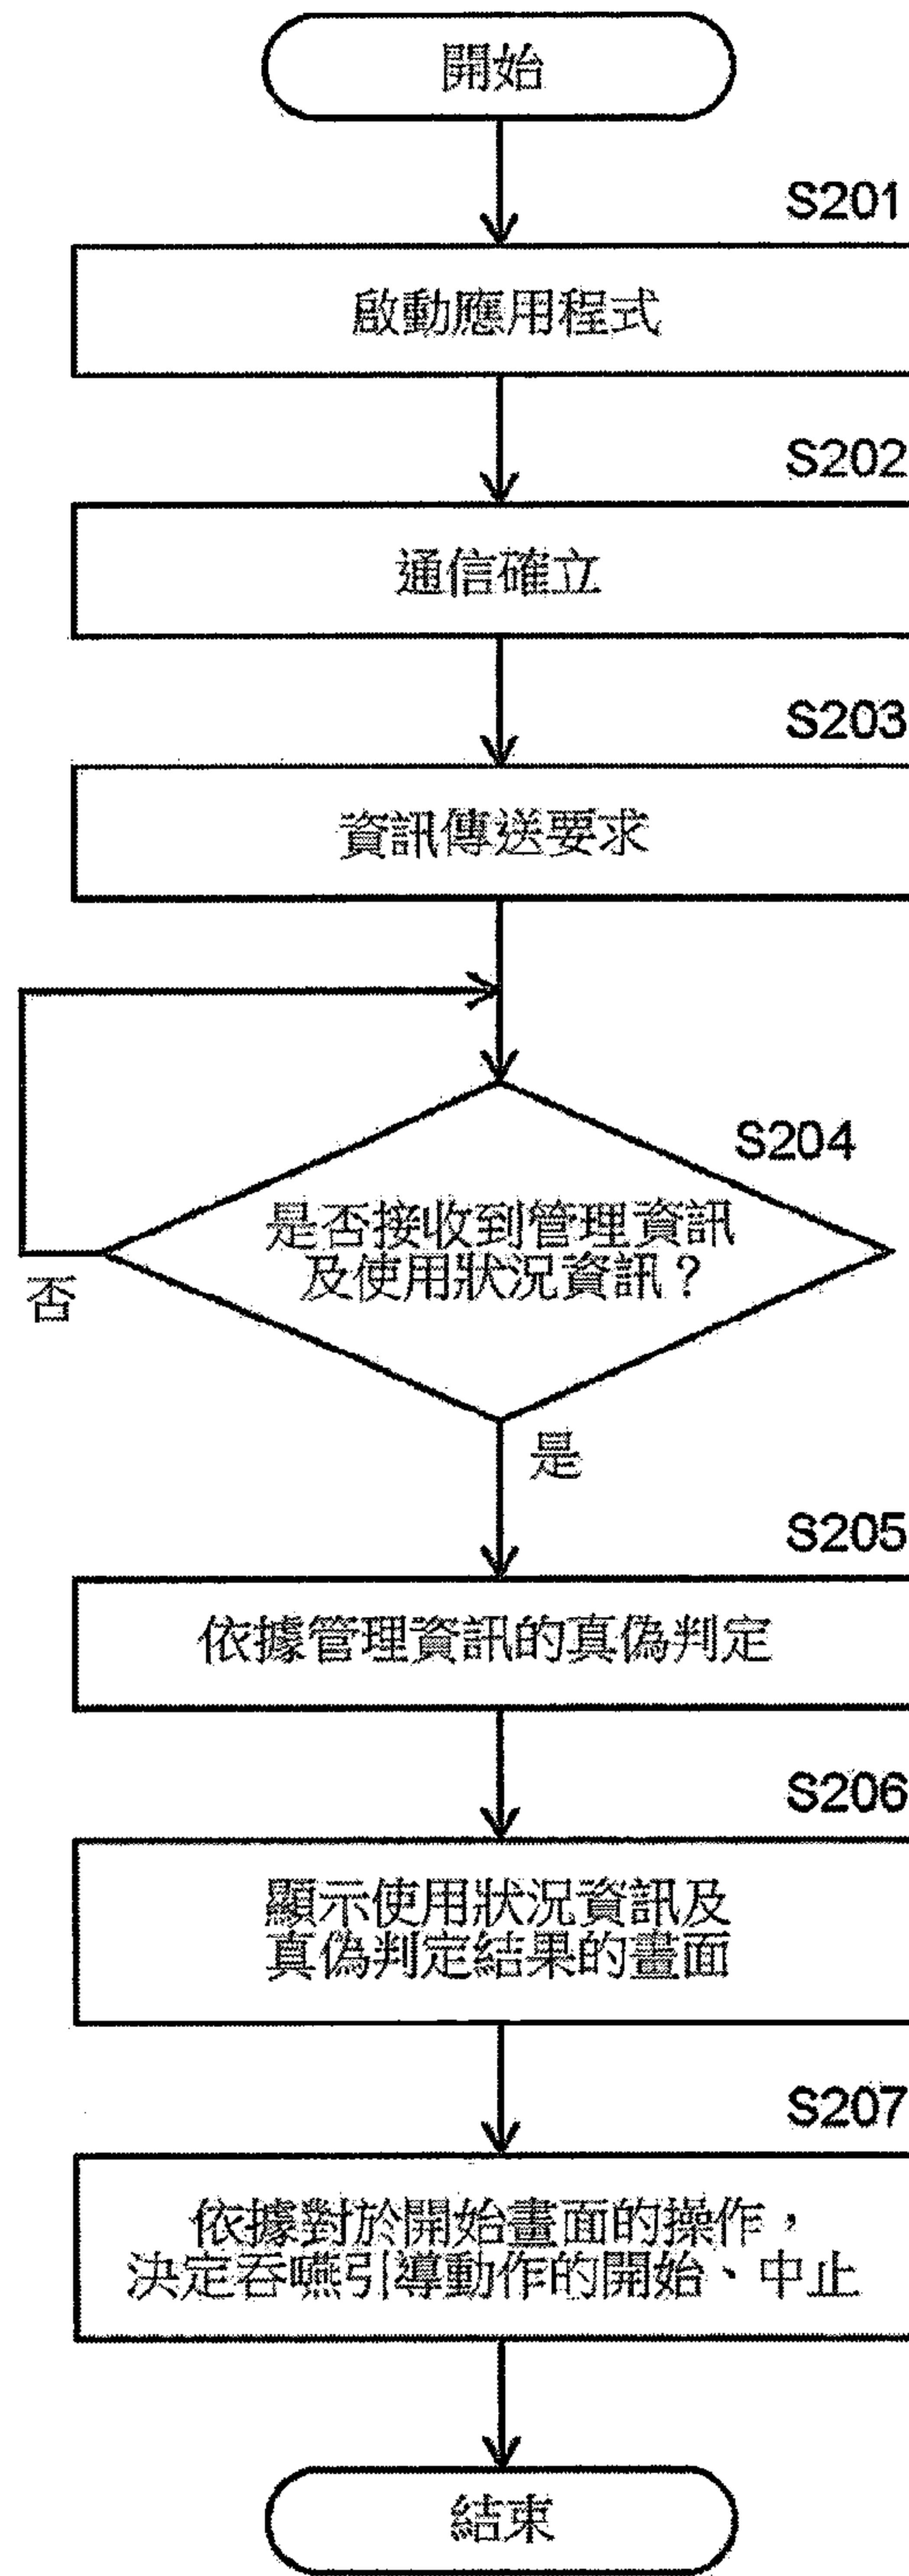 開始
S201
啟動應用程式
S202
通信確立
S203
資訊傳送要求
S204
是否接收到管理資訊
及使用狀況資訊？
否
是
S205
依據管理資訊的真偽判定
S206
顯示使用狀況資訊及
真偽判定結果的畫面
S207
依據對於開始畫面的操作，
決定吞嚥引導動作的開始、中止
結束